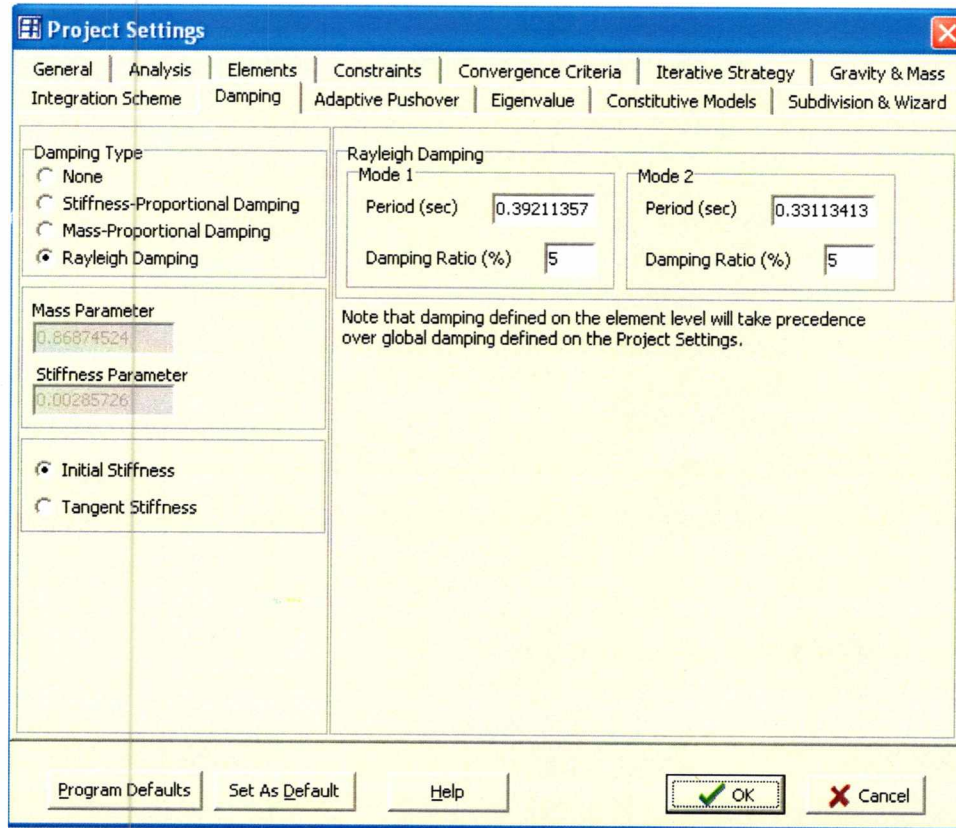 Project Settings
General Analysis Elements Constraints Convergence Criteria Iterative Strategy Gravity & Mass
Integration Scheme Damping Adaptive Pushover Eigenvalue Constitutive Models Subdivision & Wizard
Damping Type
None
Stiffness-Proportional Damping
Mass-Proportional Damping
Rayleigh Damping
Mass Parameter
0.86874524
Stiffness Parameter
0.00285726
Initial Stiffness
Tangent Stiffness
Rayleigh Damping
Mode 1
Period (sec) 0.39211357
Damping Ratio (%) 5
Mode 2
Period (sec) 0.33113413
Damping Ratio (%) 5
Note that damping defined on the element level will take precedence
over global damping defined on the Project Settings.
Program Defaults Set As Default Help OK Cancel